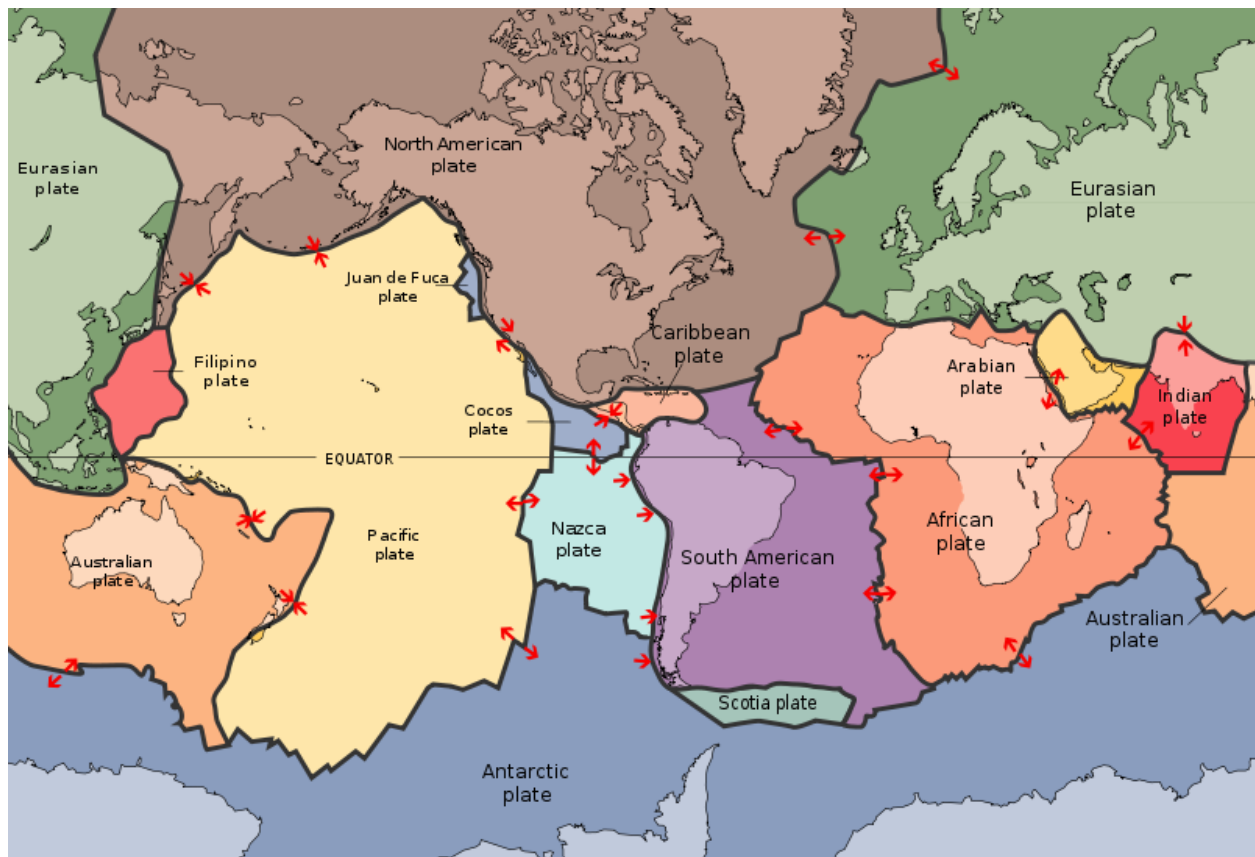 North American
plate
Eurasian
plate
Eurasian
plate
Juan de Fuca
plate
Caribbean
plate
Filipino
plate
Arabian
plate
Indian
plate
Cocos
plate
EQUATOR
Nazca
plate
Pacific
plate
African
plate
South American
plate
Australian
plate
Australian
plate
Scotia plate
Antarctic
plate